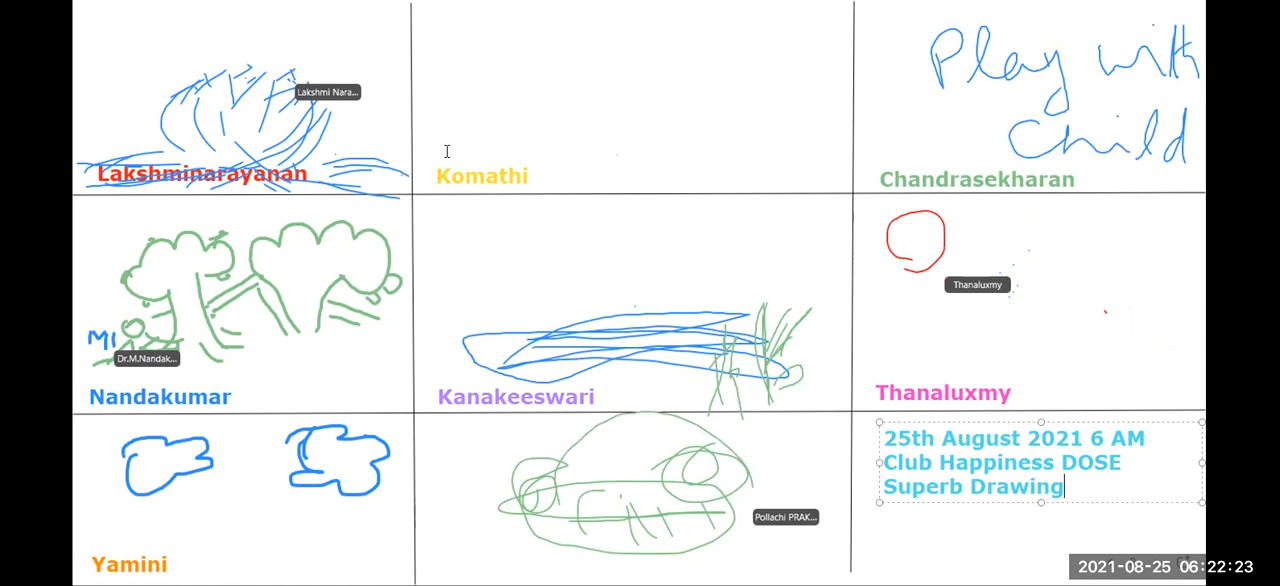 Lakshmi Nara...
Lakshminarayanan
Komathi
Play with
Child
Chandrasekharan
M1
Dr.M.Nandak...
Nandakumar
Kanakeeswari
Thanaluxmy
Thanaluxmy
Yamini
Pollachi PRAK...
25th August 2021 6 AM
Club Happiness DOSE
Superb Drawing
2021-08-25 06:22:23